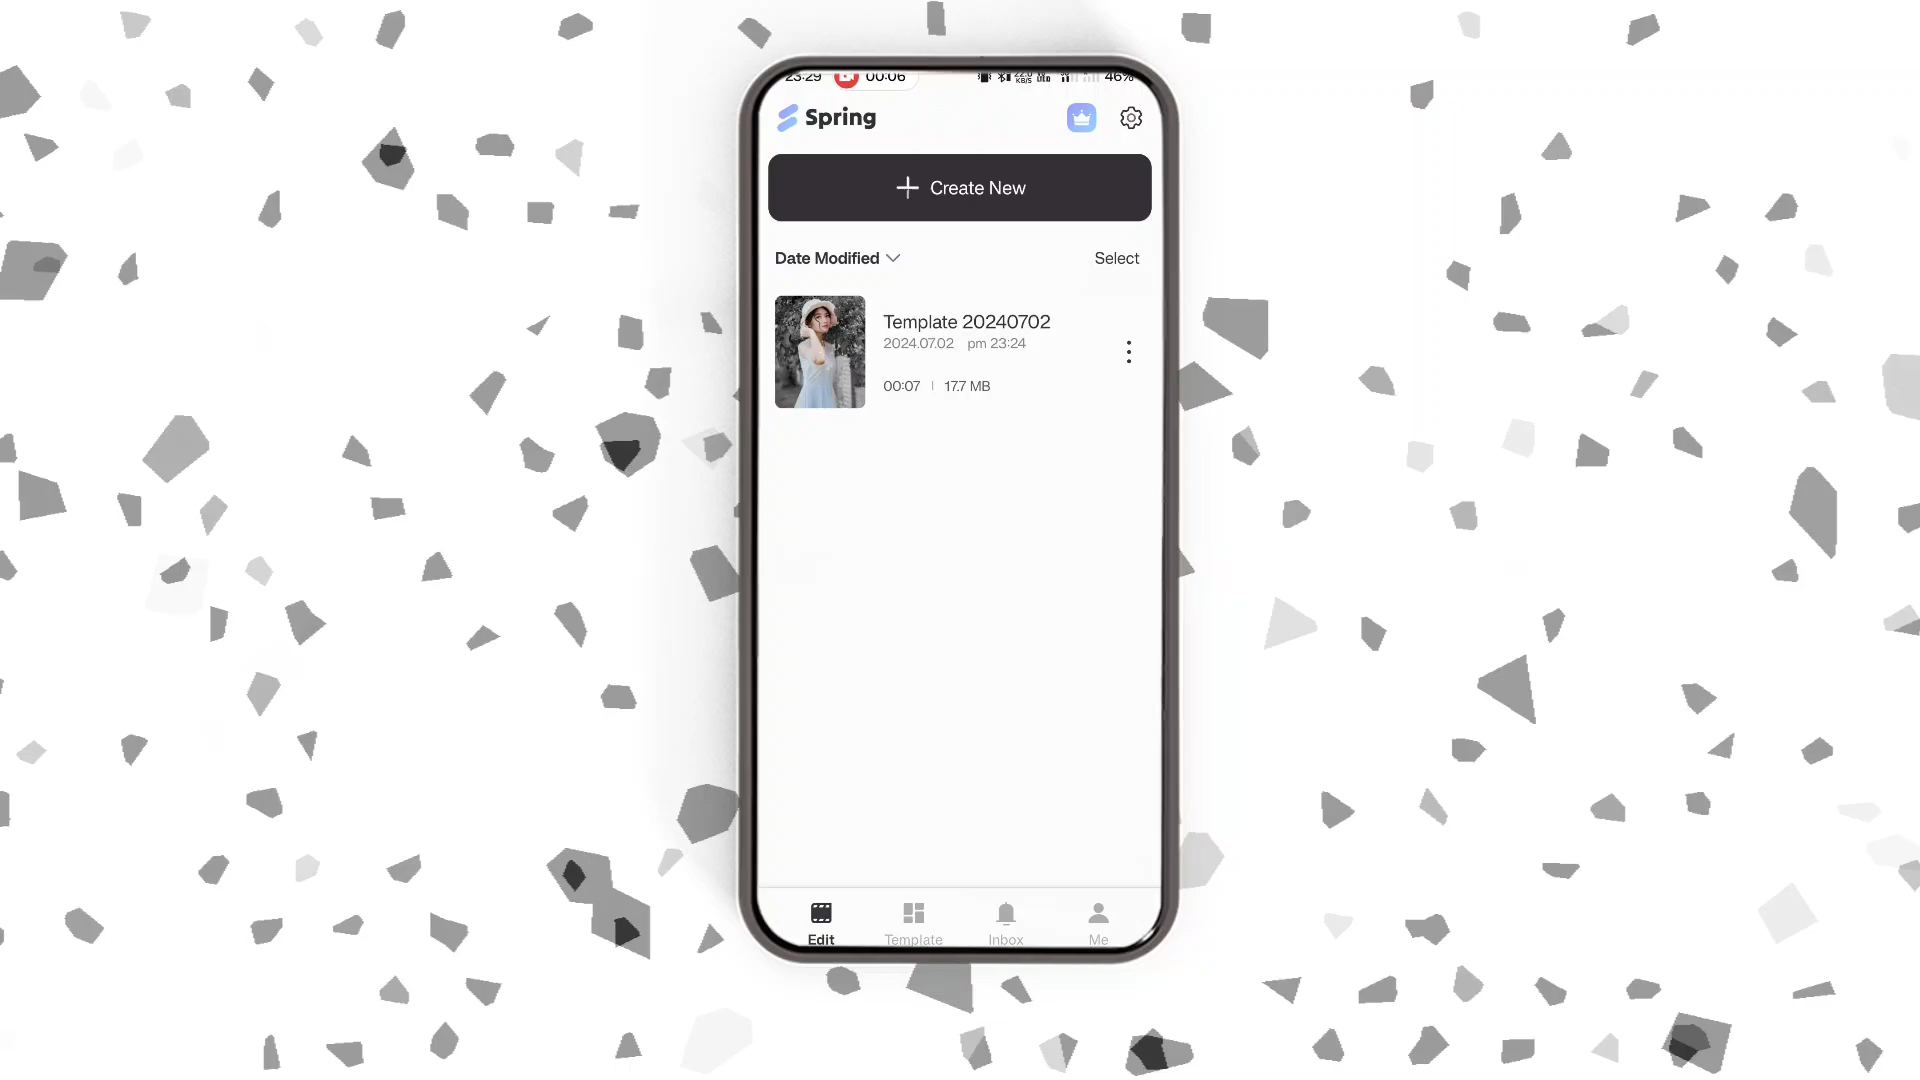 23:29 00:06 46%
Spring
Create New
Date Modified Select
Template 20240702
2024.07.02 pm 23:24
00:07 17.7 MB
Edit Template Inbox Me